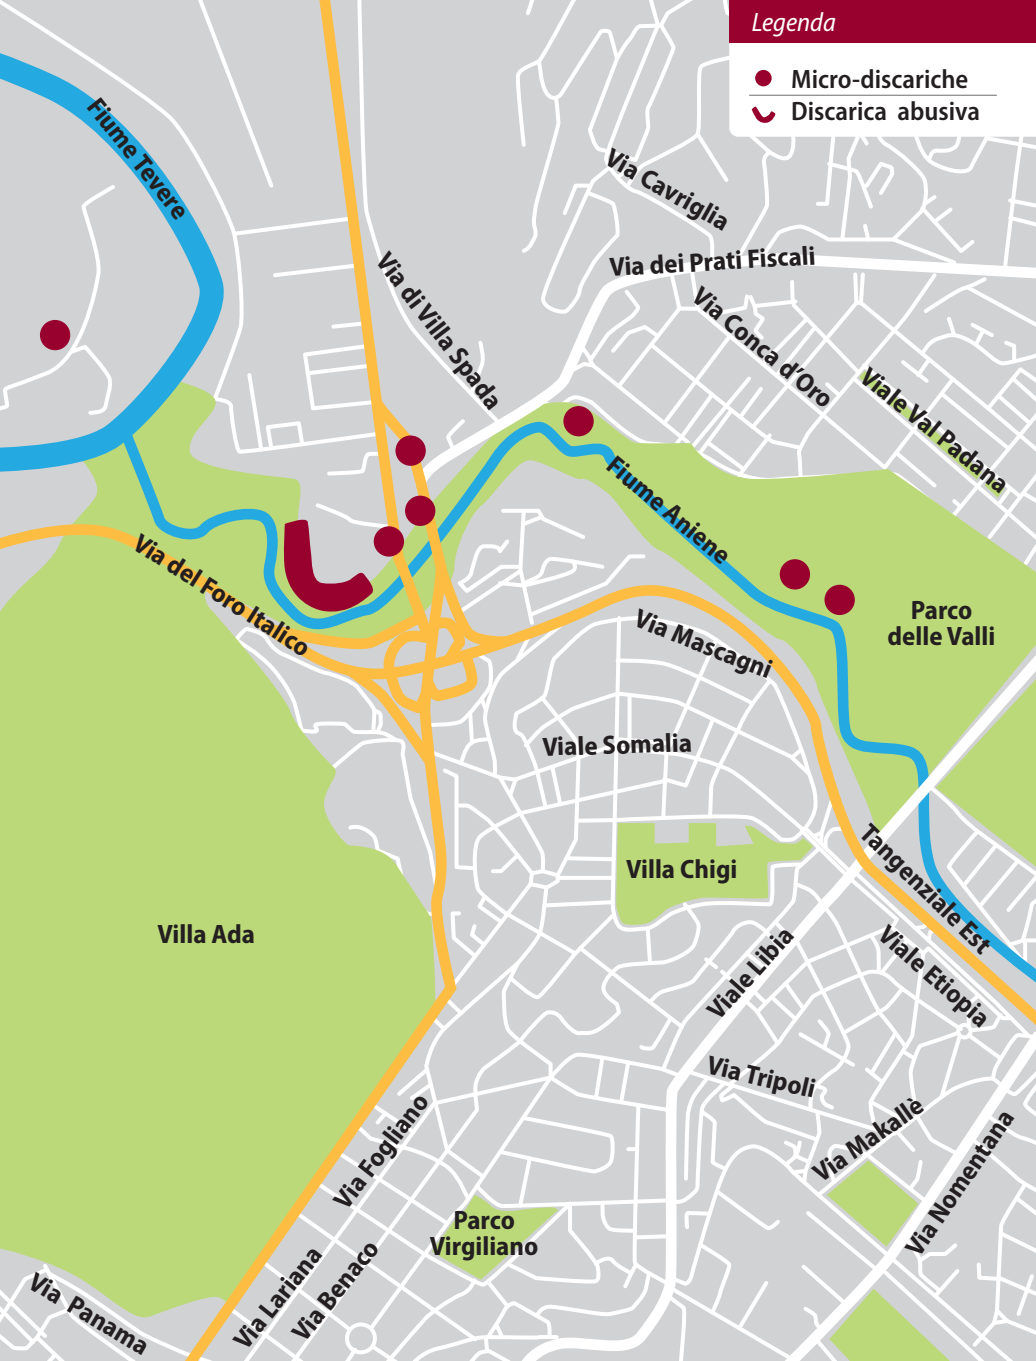 Legenda
Micro-discariche
Discarica abusiva
Fiume Tevere
Via Cavriglia
Via dei Prati Fiscali
Via di Villa Spada
Via Conca d'Oro
Viale Val Padana
Fiume Aniene
Via del Foro Italico
Parco
delle Valli
Via Mascagni
Viale Somalia
Villa Chigi
Tangenziale Est
Villa Ada
Viale Libia
Viale Etiopia
Via Tripoli
Via Makallè
Via Fogliano
Via Nomentana
Parco
Virgiliano
Via Lariana
Via Benaco
Via Panama